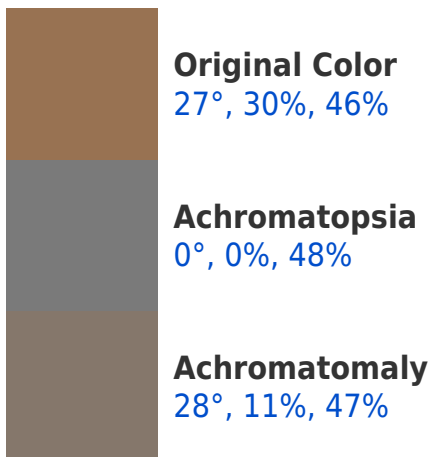 Original Color
27°, 30%, 46%
Achromatopsia
0°, 0%, 48%
Achromatomaly
28°, 11%, 47%